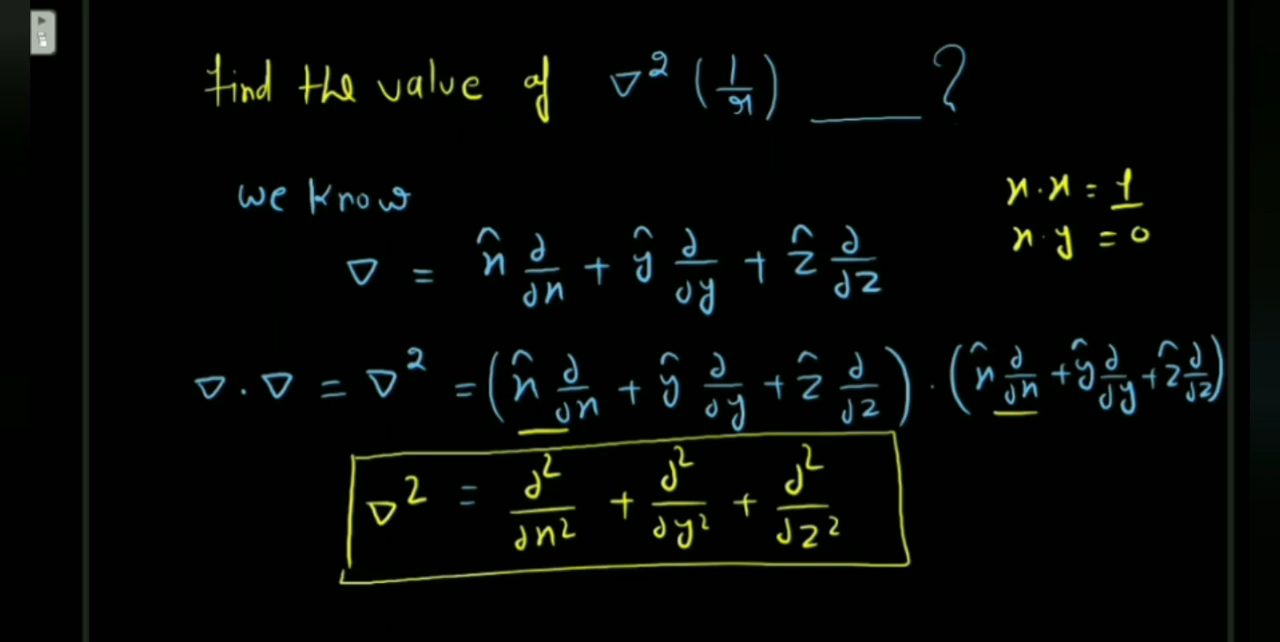 find the value of ∇² (1/r) ____ ?
we know
x·x = 1
x·y = 0
∇ = x̂ ∂/∂x + ŷ ∂/∂y + ẑ ∂/∂z
∇·∇ = ∇² = (x̂ ∂/∂x + ŷ ∂/∂y + ẑ ∂/∂z) · (x̂ ∂/∂x + ŷ ∂/∂y + ẑ ∂/∂z)
∇² = ∂²/∂x² + ∂²/∂y² + ∂²/∂z²